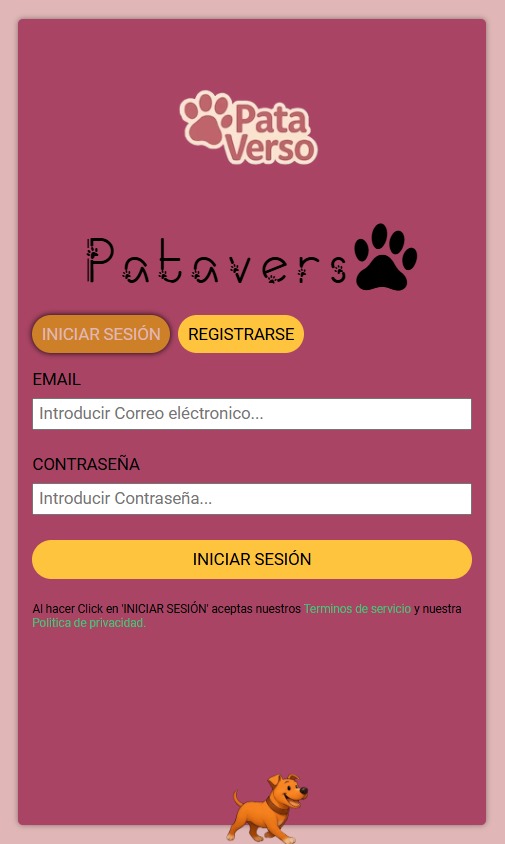 Pata
Verso
Patavers
INICIAR SESIÓN REGISTRARSE
EMAIL
Introducir Correo eléctronico...
CONTRASEÑA
Introducir Contraseña...
INICIAR SESIÓN
Al hacer Click en 'INICIAR SESIÓN' aceptas nuestros Terminos de servicio y nuestra
Politica de privacidad.